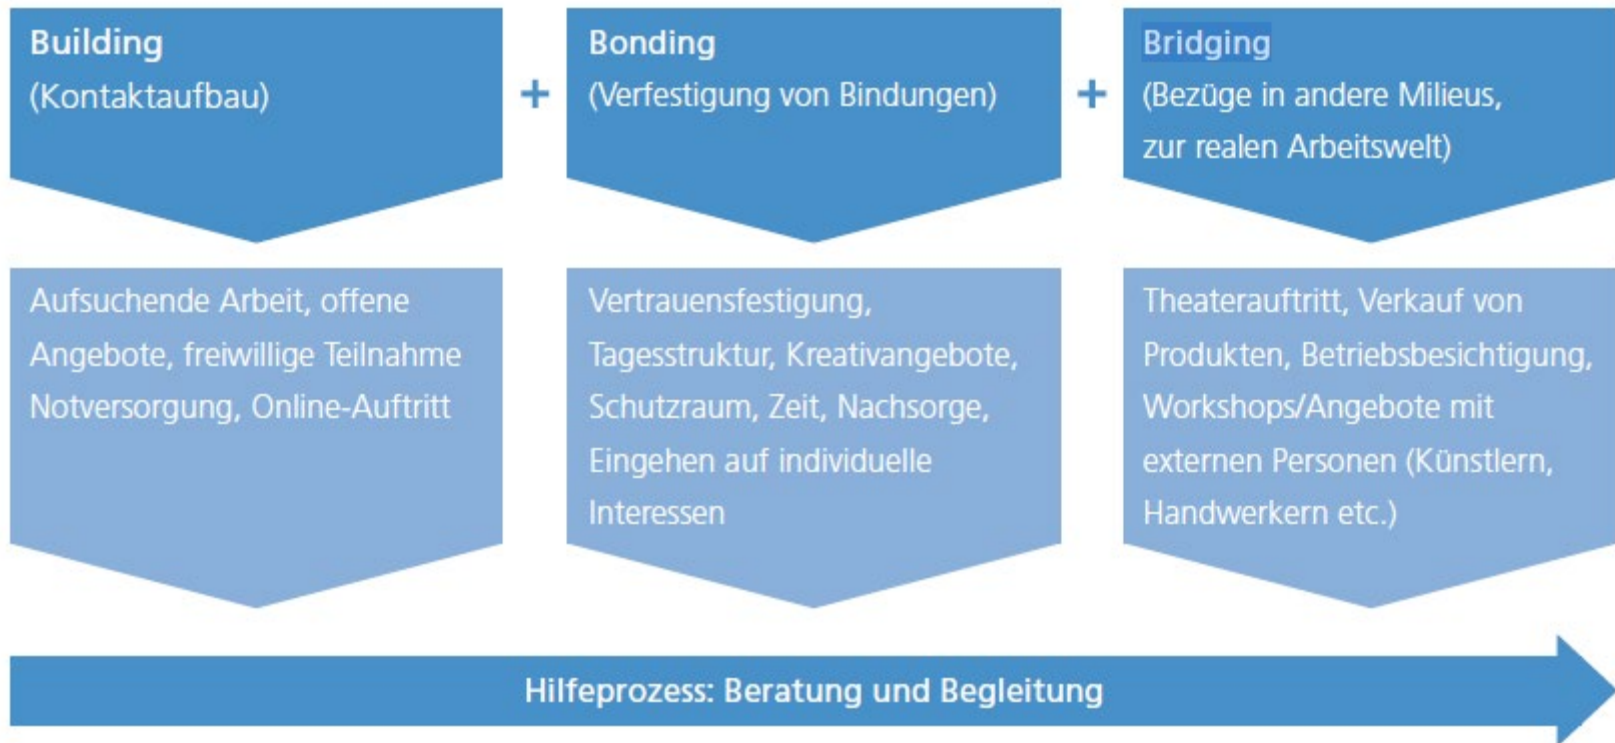 Building
(Kontaktaufbau)
+
Bonding
(Verfestigung von Bindungen)
+
Bridging
(Bezüge in andere Milieus,
zur realen Arbeitswelt)
Aufsuchende Arbeit, offene
Angebote, freiwillige Teilnahme
Notversorgung, Online-Auftritt
Vertrauensfestigung,
Tagesstruktur, Kreativangebote,
Schutzraum, Zeit, Nachsorge,
Eingehen auf individuelle
Interessen
Theaterauftritt, Verkauf von
Produkten, Betriebsbesichtigung,
Workshops/Angebote mit
externen Personen (Künstlern,
Handwerkern etc.)
Hilfeprozess: Beratung und Begleitung